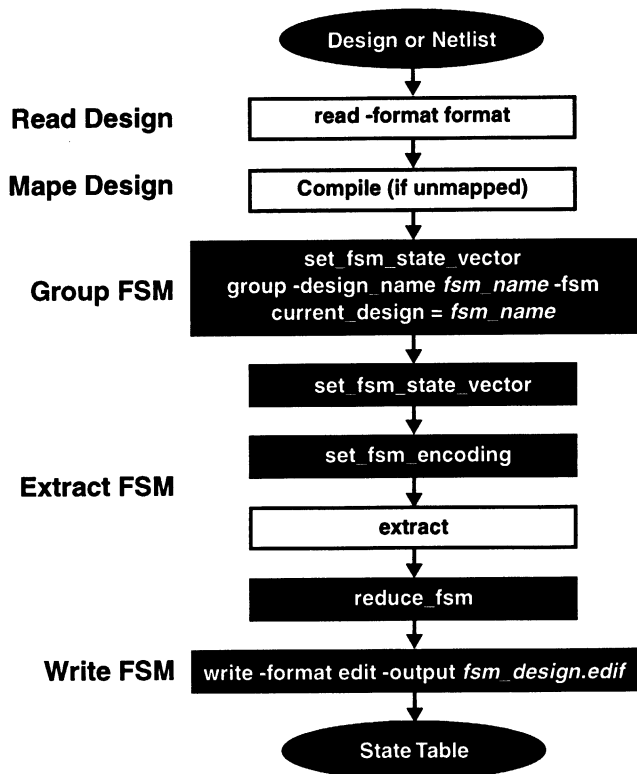 Design or Netlist
Read Design
read -format format
Mape Design
Compile (if unmapped)
Group FSM
set_fsm_state_vector
group -design_name fsm_name -fsm
current_design = fsm_name
set_fsm_state_vector
set_fsm_encoding
Extract FSM
extract
reduce_fsm
Write FSM
write -format edit -output fsm_design.edif
State Table